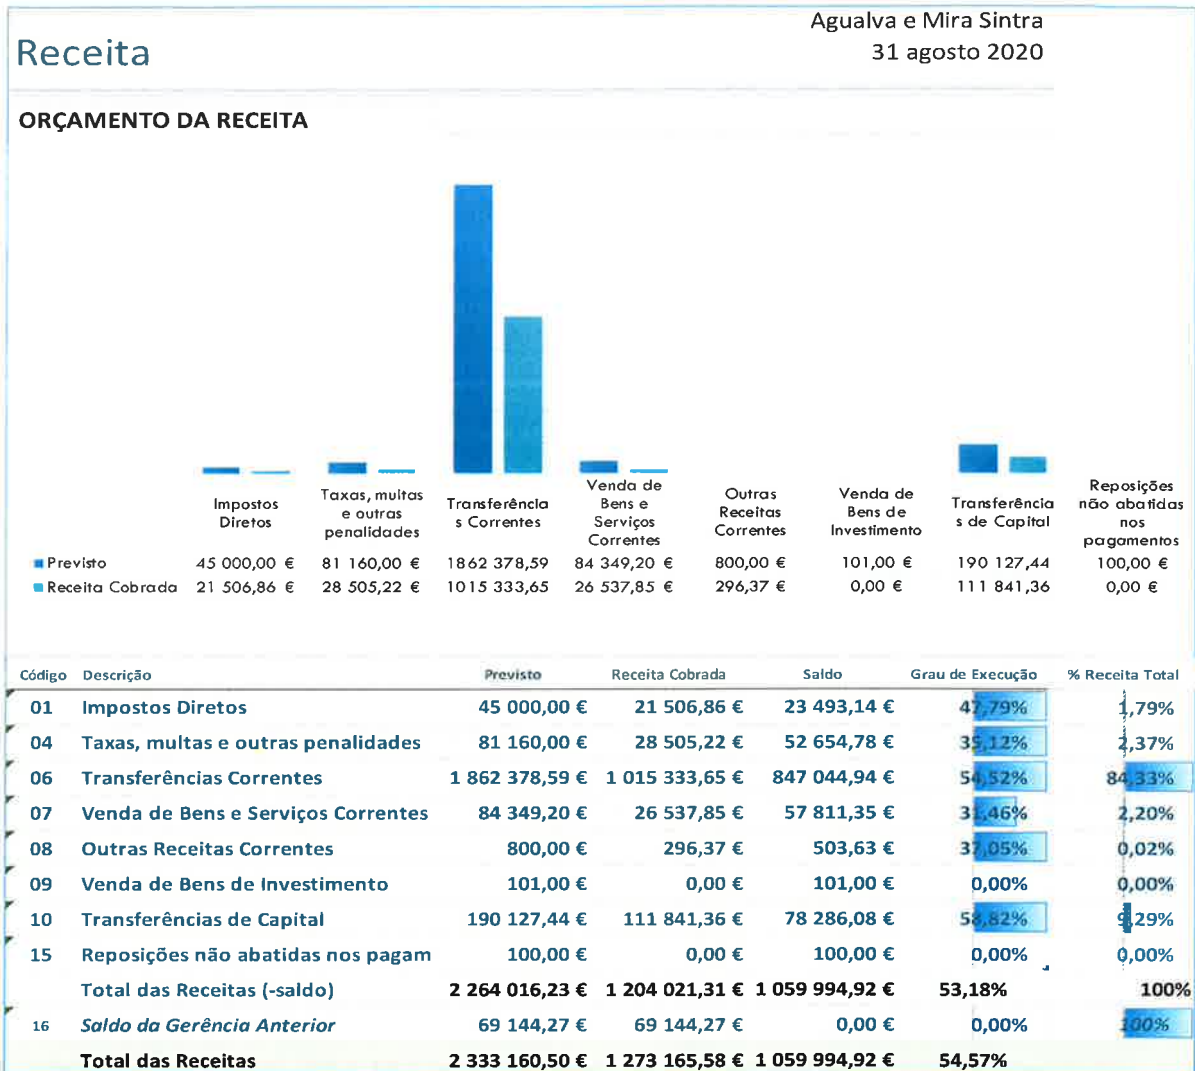 Agualva e Mira Sintra
Receita
31 agosto 2020
ORÇAMENTO DA RECEITA
Impostos Diretos
Taxas, multas e outras penalidades
Transferência s Correntes
Venda de Bens e Serviços Correntes
Outras Receitas Correntes
Venda de Bens de Investimento
Transferência s de Capital
Reposições não abatidas nos pagamentos
Previsto 45 000,00 € 81 160,00 € 1862 378,59 84 349,20 € 800,00 € 101,00 € 190 127,44 100,00 €
Receita Cobrada 21 506,86 € 28 505,22 € 1015 333,65 26 537,85 € 296,37 € 0,00 € 111 841,36 0,00 €
Código Descrição Previsto Receita Cobrada Saldo Grau de Execução % Receita Total
01 Impostos Diretos 45 000,00 € 21 506,86 € 23 493,14 € 47,79% 1,79%
04 Taxas, multas e outras penalidades 81 160,00 € 28 505,22 € 52 654,78 € 35,12% 2,37%
06 Transferências Correntes 1 862 378,59 € 1 015 333,65 € 847 044,94 € 54,52% 84,33%
07 Venda de Bens e Serviços Correntes 84 349,20 € 26 537,85 € 57 811,35 € 31,46% 2,20%
08 Outras Receitas Correntes 800,00 € 296,37 € 503,63 € 37,05% 0,02%
09 Venda de Bens de Investimento 101,00 € 0,00 € 101,00 € 0,00% 0,00%
10 Transferências de Capital 190 127,44 € 111 841,36 € 78 286,08 € 58,82% 9,29%
15 Reposições não abatidas nos pagam 100,00 € 0,00 € 100,00 € 0,00% 0,00%
Total das Receitas (-saldo) 2 264 016,23 € 1 204 021,31 € 1 059 994,92 € 53,18% 100%
16 Saldo da Gerência Anterior 69 144,27 € 69 144,27 € 0,00 € 0,00% 100%
Total das Receitas 2 333 160,50 € 1 273 165,58 € 1 059 994,92 € 54,57%